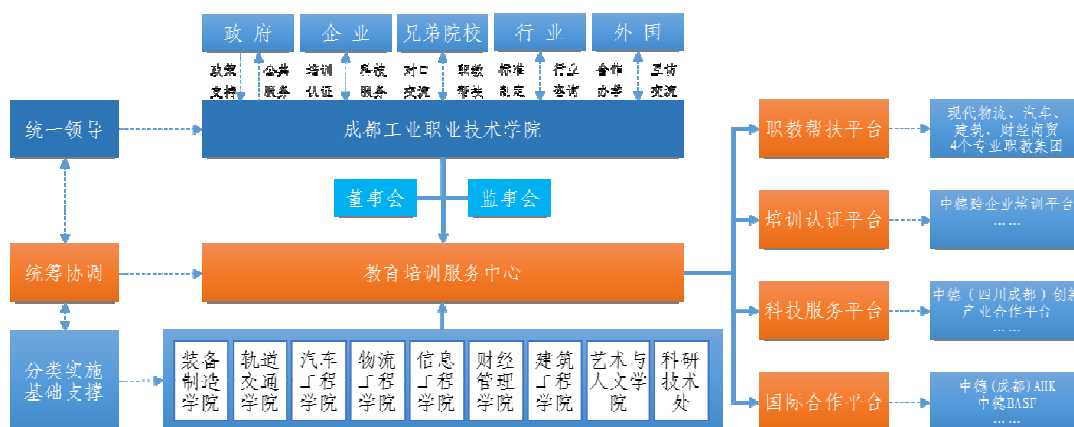 政 府
企 业
兄弟院校
行 业
外 国
政策
支持
公共
服务
培训
认证
科技
服务
对口
交流
职教
帮扶
标准
制定
行业
咨询
合作
办学
互访
交流
统一领导
成都工业职业技术学院
董事会
监事会
统筹协调
教育培训服务中心
分类实施
基础支撑
装备
制造
学院
轨道
交通
学院
汽车
工程
学院
物流
工程
学院
信息
工程
学院
财经
管理
学院
建筑
工程
学院
艺术与
人文学
院
科研
技术
处
职教帮扶平台
现代物流、汽车、
建筑、财经商贸
4个专业职教集团
培训认证平台
中德跨企业培训平台
……
科技服务平台
中德（四川成都）创新
产业合作平台
……
国际合作平台
中德(成都)AHK
中德BASF
……